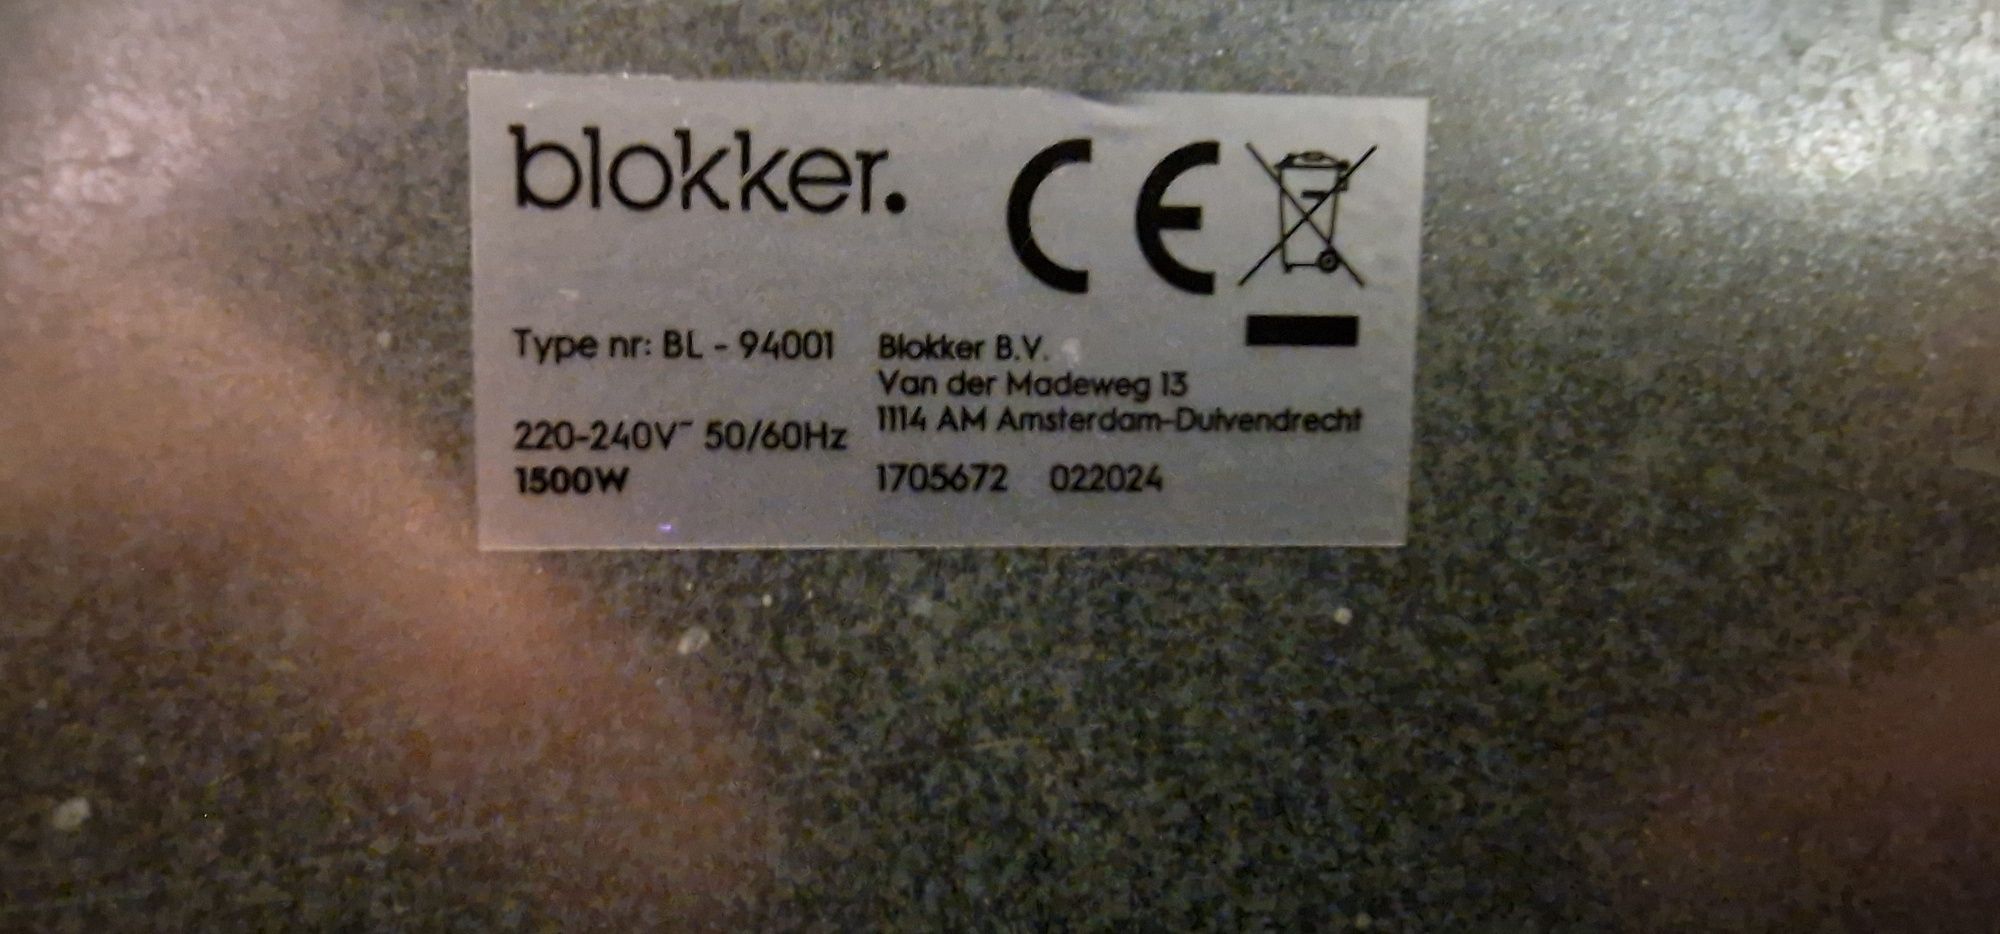 blokker.
CE
Type nr: BL - 94001
220-240V~ 50/60Hz
1500W
Blokker B.V.
Van der Madeweg 13
1114 AM Amsterdam-Duivendrecht
1705672 022024